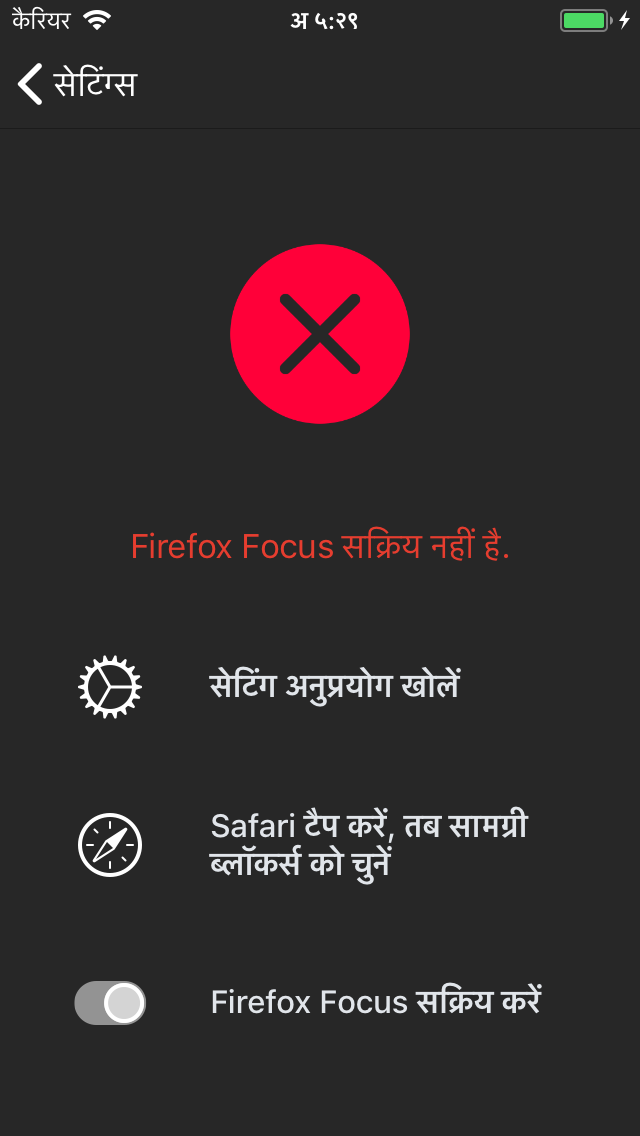 कैरियर अ ५:२९
सेटिंग्स
Firefox Focus सक्रिय नहीं है.
सेटिंग अनुप्रयोग खोलें
Safari टैप करें, तब सामग्री
ब्लॉकर्स को चुनें
Firefox Focus सक्रिय करें